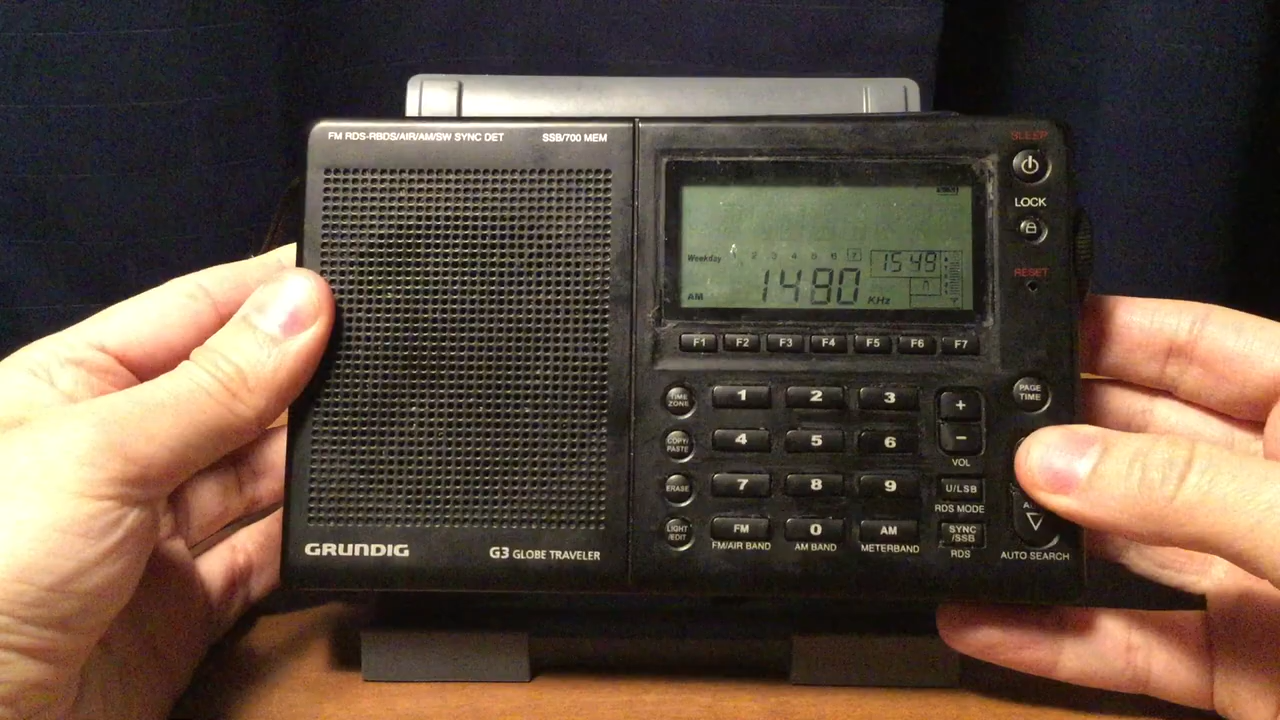 FM RDS-RBDS/AIR/AM/SW SYNC DET
SSB/700 MEM
SLEEP
LOCK
RESET
Weekday 2 3 4 5 6 7
15:49
AM 1480 KHz
F1 F2 F3 F4 F5 F6 F7
TIME ZONE
1 2 3
+
PAGE TIME
COPY/PASTE
4 5 6
−
VOL
ERASE
7 8 9
U/LSB
RDS MODE
LIGHT/EDIT
FM 0 AM
SYNC/SSB
FM/AIR BAND AM BAND METERBAND RDS AUTO SEARCH
GRUNDIG
G3 GLOBE TRAVELER